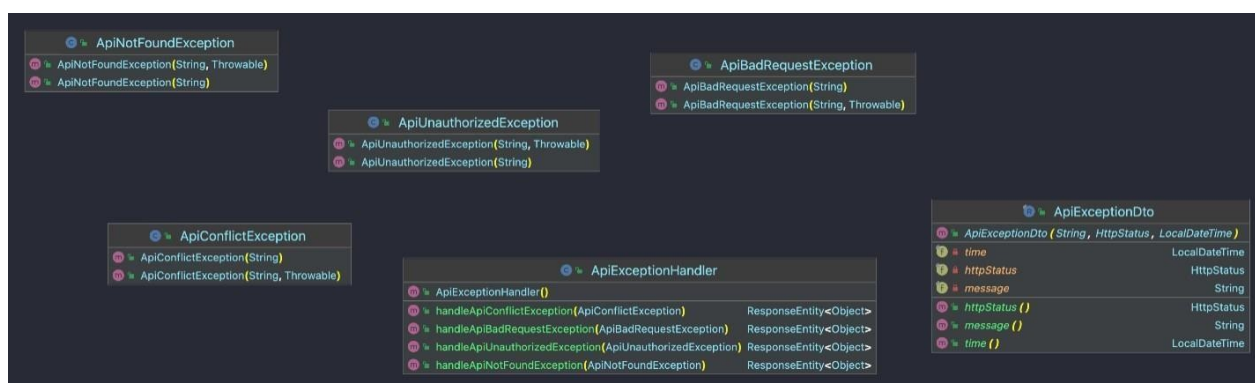 ApiNotFoundException
ApiNotFoundException(String, Throwable)
ApiNotFoundException(String)
ApiBadRequestException
ApiBadRequestException(String)
ApiBadRequestException(String, Throwable)
ApiUnauthorizedException
ApiUnauthorizedException(String, Throwable)
ApiUnauthorizedException(String)
ApiConflictException
ApiConflictException(String)
ApiConflictException(String, Throwable)
ApiExceptionHandler
ApiExceptionHandler()
handleApiConflictException(ApiConflictException) ResponseEntity<Object>
handleApiBadRequestException(ApiBadRequestException) ResponseEntity<Object>
handleApiUnauthorizedException(ApiUnauthorizedException) ResponseEntity<Object>
handleApiNotFoundException(ApiNotFoundException) ResponseEntity<Object>
ApiExceptionDto
ApiExceptionDto(String, HttpStatus, LocalDateTime)
time LocalDateTime
httpStatus HttpStatus
message String
httpStatus() HttpStatus
message() String
time() LocalDateTime